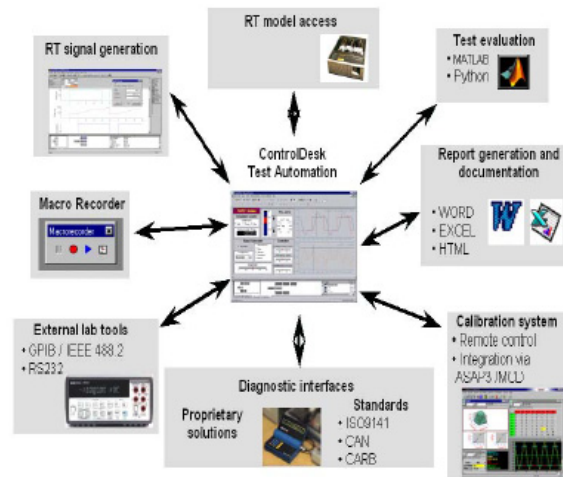 RT signal generation
RT model access
Test evaluation
• MATLAB
• Python
ControlDesk
Test Automation
Report generation and
documentation
• WORD
• EXCEL
• HTML
Macro Recorder
Macrorecorder
External lab tools
• GPIB / IEEE 488.2
• RS232
Diagnostic interfaces
Proprietary
solutions
Standards
• ISO9141
• CAN
• CARB
Calibration system
• Remote control
• Integration via
ASAP3 /MCD